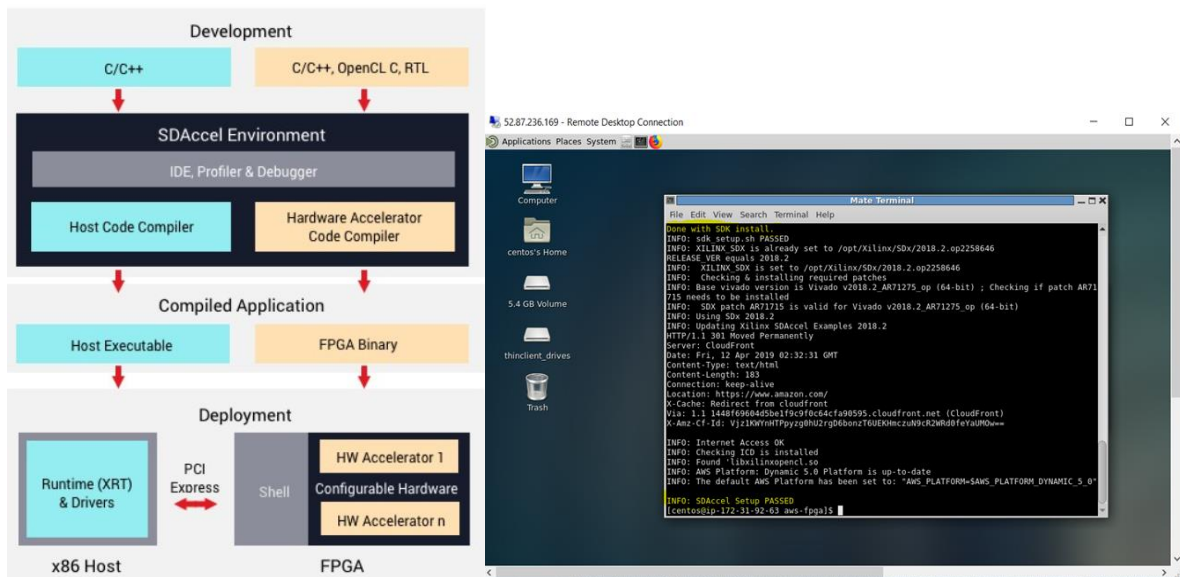 Development
C/C++
C/C++, OpenCL C, RTL
SDAccel Environment
IDE, Profiler & Debugger
Host Code Compiler
Hardware Accelerator
Code Compiler
Compiled Application
Host Executable
FPGA Binary
Deployment
Runtime (XRT)
& Drivers
PCI
Express
Shell
HW Accelerator 1
Configurable Hardware
HW Accelerator n
x86 Host
FPGA
52.87.236.169 - Remote Desktop Connection
Applications Places System
Computer
centos's Home
5.4 GB Volume
thinclient_drives
Trash
Mate Terminal
File Edit View Search Terminal Help
Done with SDK install.
INFO: sdk_setup.sh PASSED
INFO: XILINX_SDX is already set to /opt/Xilinx/SDx/2018.2.op2258646
RELEASE_VER equals 2018.2
INFO:  XILINX_SDX is set to /opt/Xilinx/SDx/2018.2.op2258646
INFO:  Checking & installing required patches
INFO: Base vivado version is Vivado v2018.2_AR71275_op (64-bit) ; Checking if patch AR71
715 needs to be installed
INFO:  SDX patch AR71715 is valid for Vivado v2018.2_AR71275_op (64-bit)
INFO: Using SDx 2018.2
INFO: Updating Xilinx SDAccel Examples 2018.2
HTTP/1.1 301 Moved Permanently
Server: CloudFront
Date: Fri, 12 Apr 2019 02:32:31 GMT
Content-Type: text/html
Content-Length: 183
Connection: keep-alive
Location: https://www.amazon.com/
X-Cache: Redirect from cloudfront
Via: 1.1 1448f69604d5be1f9c9f0c64cfa90595.cloudfront.net (CloudFront)
X-Amz-Cf-Id: Vjz1KWYnHTPpyzg0hU2rgD6bonzT6UEKHmczuN9cR2WRd0feYaUMOw==
INFO: Internet Access OK
INFO: Checking ICD is installed
INFO: Found 'libxilinxopencl.so
INFO: AWS Platform: Dynamic 5.0 Platform is up-to-date
INFO: The default AWS Platform has been set to: "AWS_PLATFORM=$AWS_PLATFORM_DYNAMIC_5_0"
INFO: SDAccel Setup PASSED
[centos@ip-172-31-92-63 aws-fpga]$